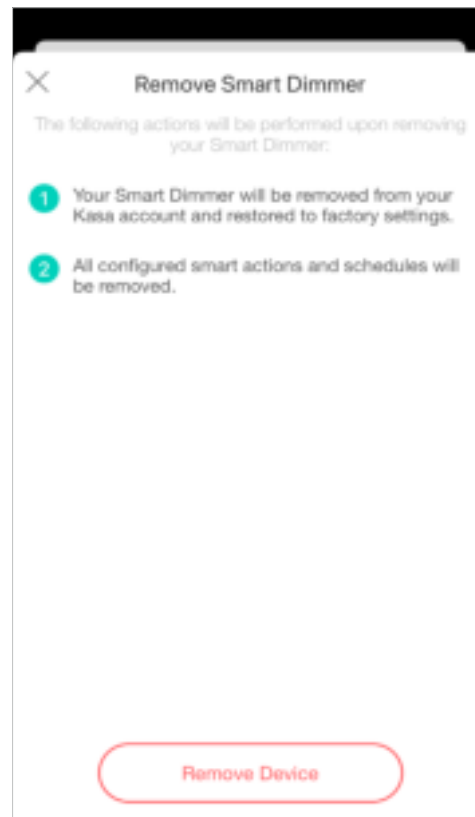 Remove Smart Dimmer
The following actions will be performed upon removing
your Smart Dimmer:
1 Your Smart Dimmer will be removed from your
Kasa account and restored to factory settings.
2 All configured smart actions and schedules will
be removed.
Remove Device